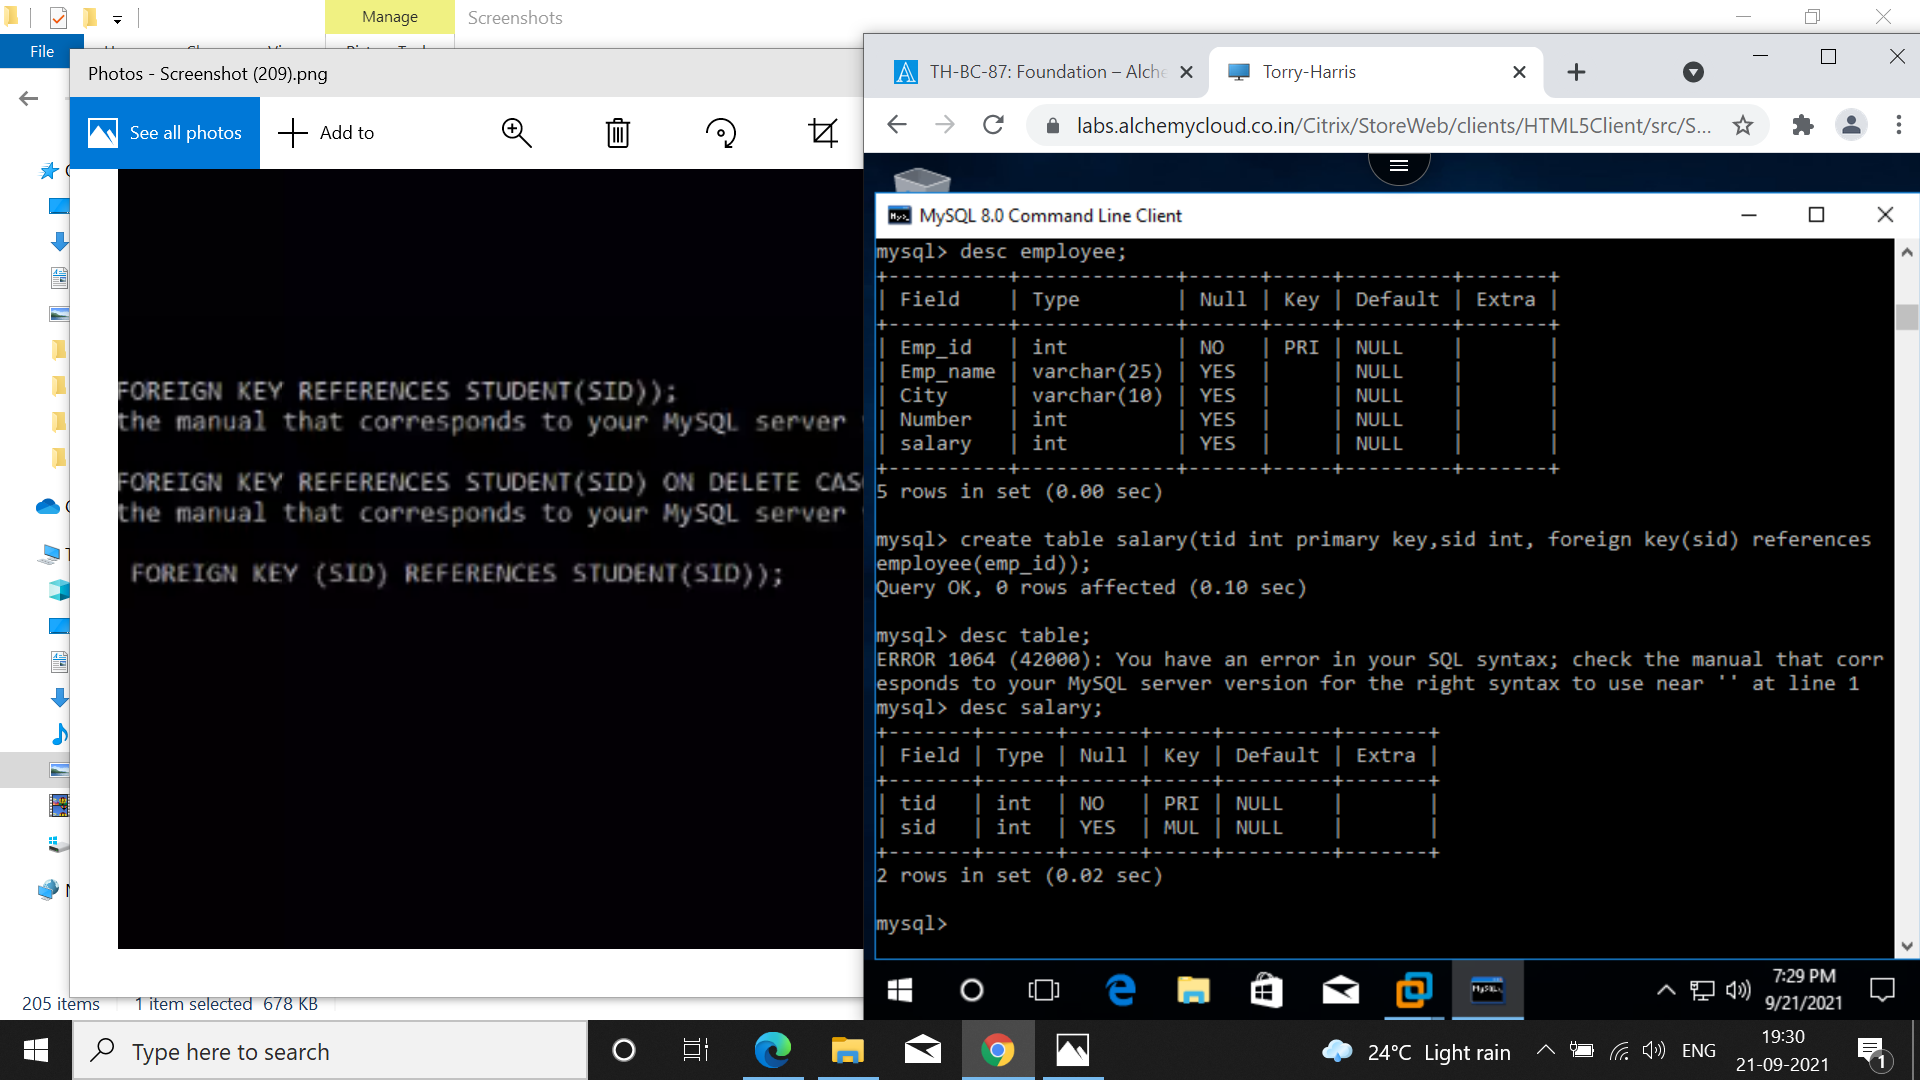 Manage
Screenshots
File
Photos - Screenshot (209).png
See all photos
Add to
FOREIGN KEY REFERENCES STUDENT(SID));
the manual that corresponds to your MySQL server
FOREIGN KEY REFERENCES STUDENT(SID) ON DELETE CAS
the manual that corresponds to your MySQL server
FOREIGN KEY (SID) REFERENCES STUDENT(SID));
205 items
1 item selected 678 KB
TH-BC-87: Foundation – Alche
Torry-Harris
labs.alchemycloud.co.in/Citrix/StoreWeb/clients/HTML5Client/src/S...
MySQL 8.0 Command Line Client
mysql> desc employee;
+----------+-------------+------+-----+---------+-------+
| Field    | Type        | Null | Key | Default | Extra |
+----------+-------------+------+-----+---------+-------+
| Emp_id   | int         | NO   | PRI | NULL    |       |
| Emp_name | varchar(25) | YES  |     | NULL    |       |
| City     | varchar(10) | YES  |     | NULL    |       |
| Number   | int         | YES  |     | NULL    |       |
| salary   | int         | YES  |     | NULL    |       |
+----------+-------------+------+-----+---------+-------+
5 rows in set (0.00 sec)
mysql> create table salary(tid int primary key,sid int, foreign key(sid) references
employee(emp_id));
Query OK, 0 rows affected (0.10 sec)
mysql> desc table;
ERROR 1064 (42000): You have an error in your SQL syntax; check the manual that corr
esponds to your MySQL server version for the right syntax to use near '' at line 1
mysql> desc salary;
+-------+------+------+-----+---------+-------+
| Field | Type | Null | Key | Default | Extra |
+-------+------+------+-----+---------+-------+
| tid   | int  | NO   | PRI | NULL    |       |
| sid   | int  | YES  | MUL | NULL    |       |
+-------+------+------+-----+---------+-------+
2 rows in set (0.02 sec)
mysql>
7:29 PM
9/21/2021
Type here to search
24°C Light rain
ENG
19:30
21-09-2021
1